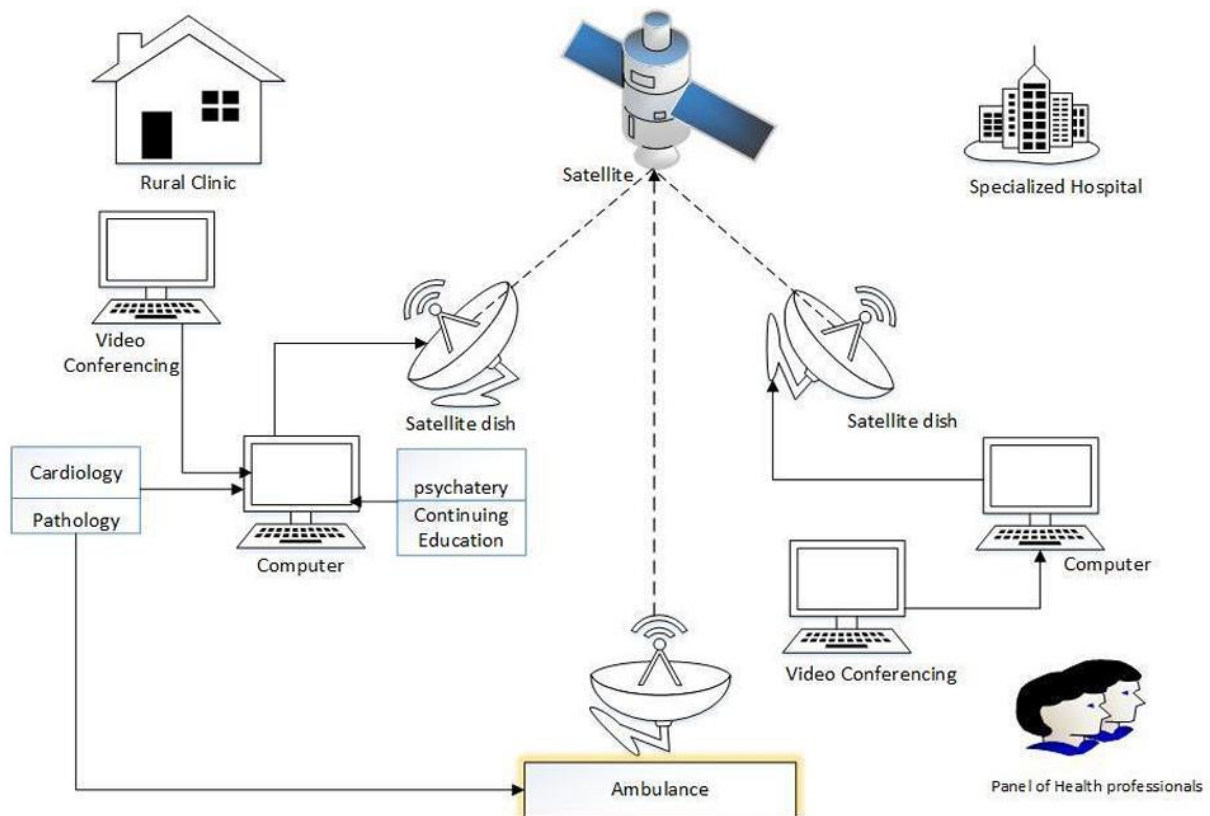 Rural Clinic
Satellite
Specialized Hospital
Video
Conferencing
Satellite dish
Satellite dish
Cardiology
Pathology
psychatery
Continuing
Education
Computer
Computer
Video Conferencing
Ambulance
Panel of Health professionals